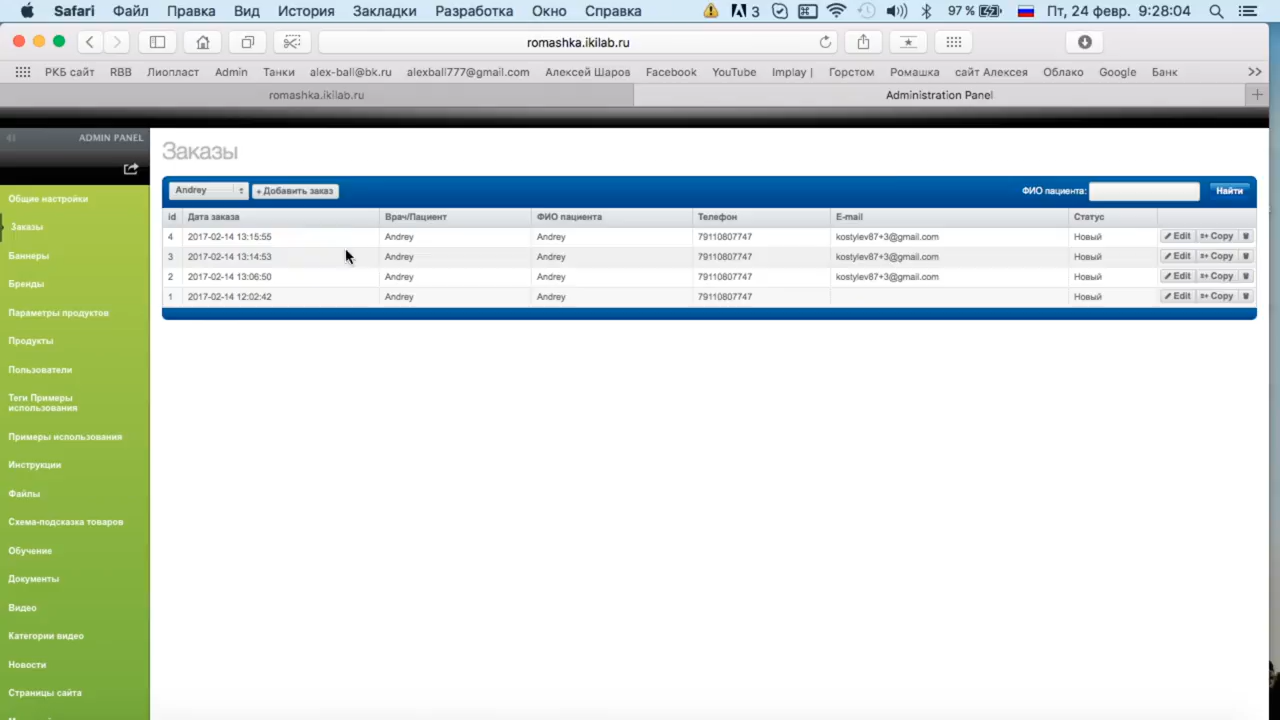 Safari Файл Правка Вид История Закладки Разработка Окно Справка 3 97 % Пт, 24 февр. 9:28:04
romashka.ikilab.ru
РКБ сайт RBB Лиопласт Admin Танки alex-ball@bk.ru alexball777@gmail.com Алексей Шаров Facebook YouTube Implay | Горстом Ромашка сайт Алексея Облако Google Банк >>
romashka.ikilab.ru Administration Panel
ADMIN PANEL
Заказы
Andrey + Добавить заказ ФИО пациента: Найти
id Дата заказа Врач/Пациент ФИО пациента Телефон E-mail Статус
4 2017-02-14 13:15:55 Andrey Andrey 79110807747 kostylev87+3@gmail.com Новый Edit Copy
3 2017-02-14 13:14:53 Andrey Andrey 79110807747 kostylev87+3@gmail.com Новый Edit Copy
2 2017-02-14 13:06:50 Andrey Andrey 79110807747 kostylev87+3@gmail.com Новый Edit Copy
1 2017-02-14 12:02:42 Andrey Andrey 79110807747 Новый Edit Copy
Общие настройки
Заказы
Баннеры
Бренды
Параметры продуктов
Продукты
Пользователи
Теги Примеры
использования
Примеры использования
Инструкции
Файлы
Схема-подсказка товаров
Обучение
Документы
Видео
Категории видео
Новости
Страницы сайта